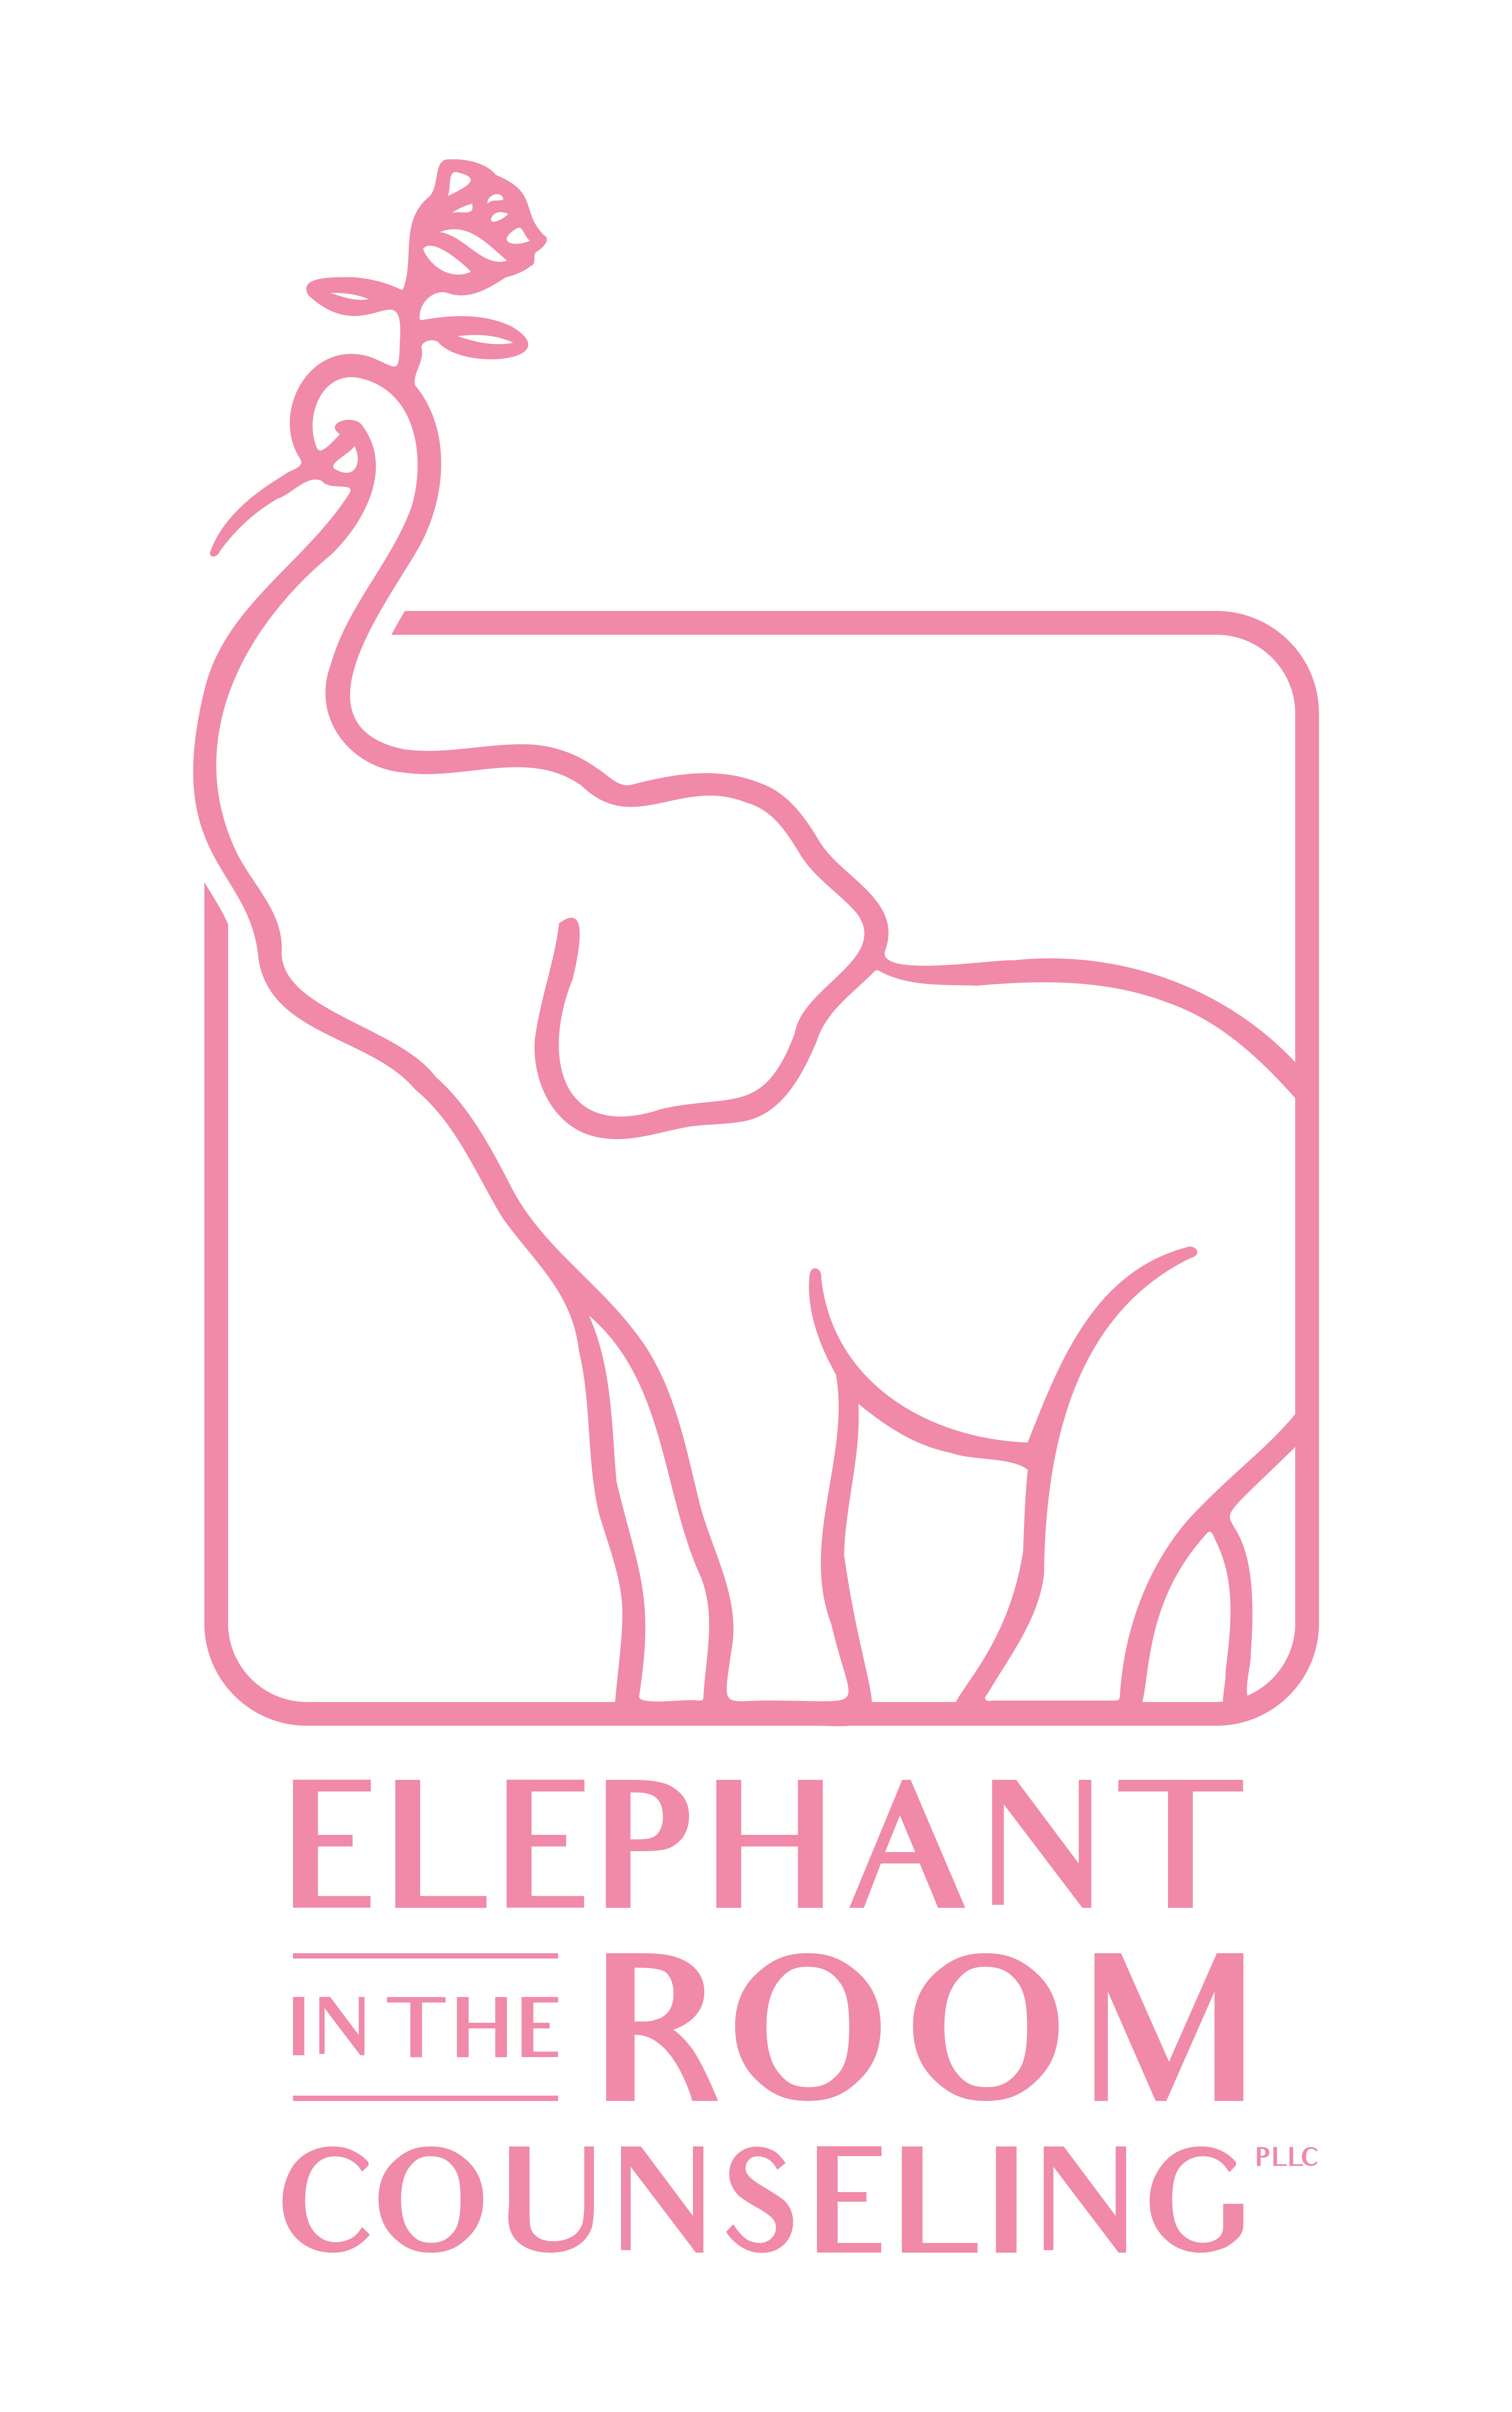 ELEPHANT
IN THE ROOM
COUNSELING PLLC